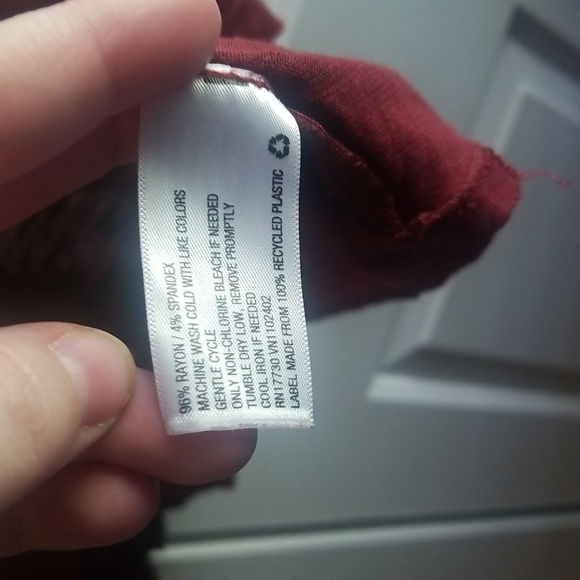 96% RAYON / 4% SPANDEX
MACHINE WASH COLD WITH LIKE COLORS
GENTLE CYCLE
ONLY NON-CHLORINE BLEACH IF NEEDED
TUMBLE DRY LOW, REMOVE PROMPTLY
COOL IRON IF NEEDED
RN17730 VN1102402
LABEL MADE FROM 100% RECYCLED PLASTIC